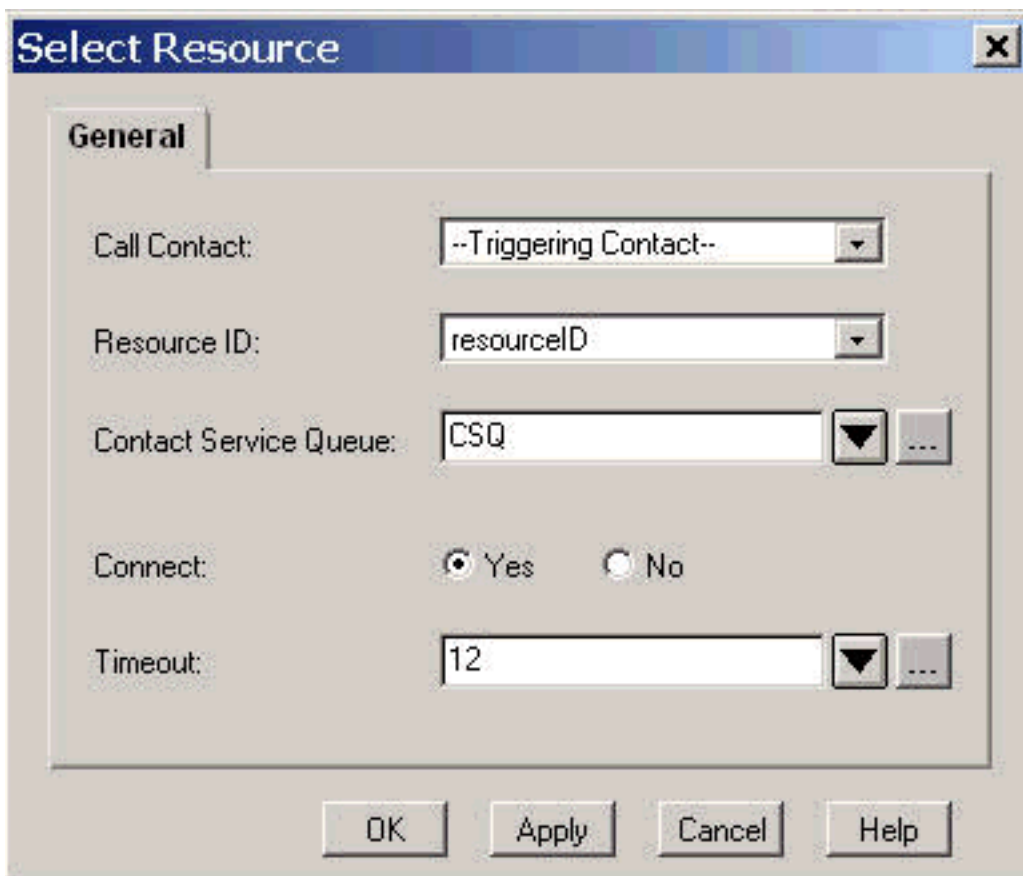 Select Resource
General
Call Contact: --Triggering Contact--
Resource ID: resourceID
Contact Service Queue: CSQ ...
Connect: Yes No
Timeout: 12 ...
OK Apply Cancel Help